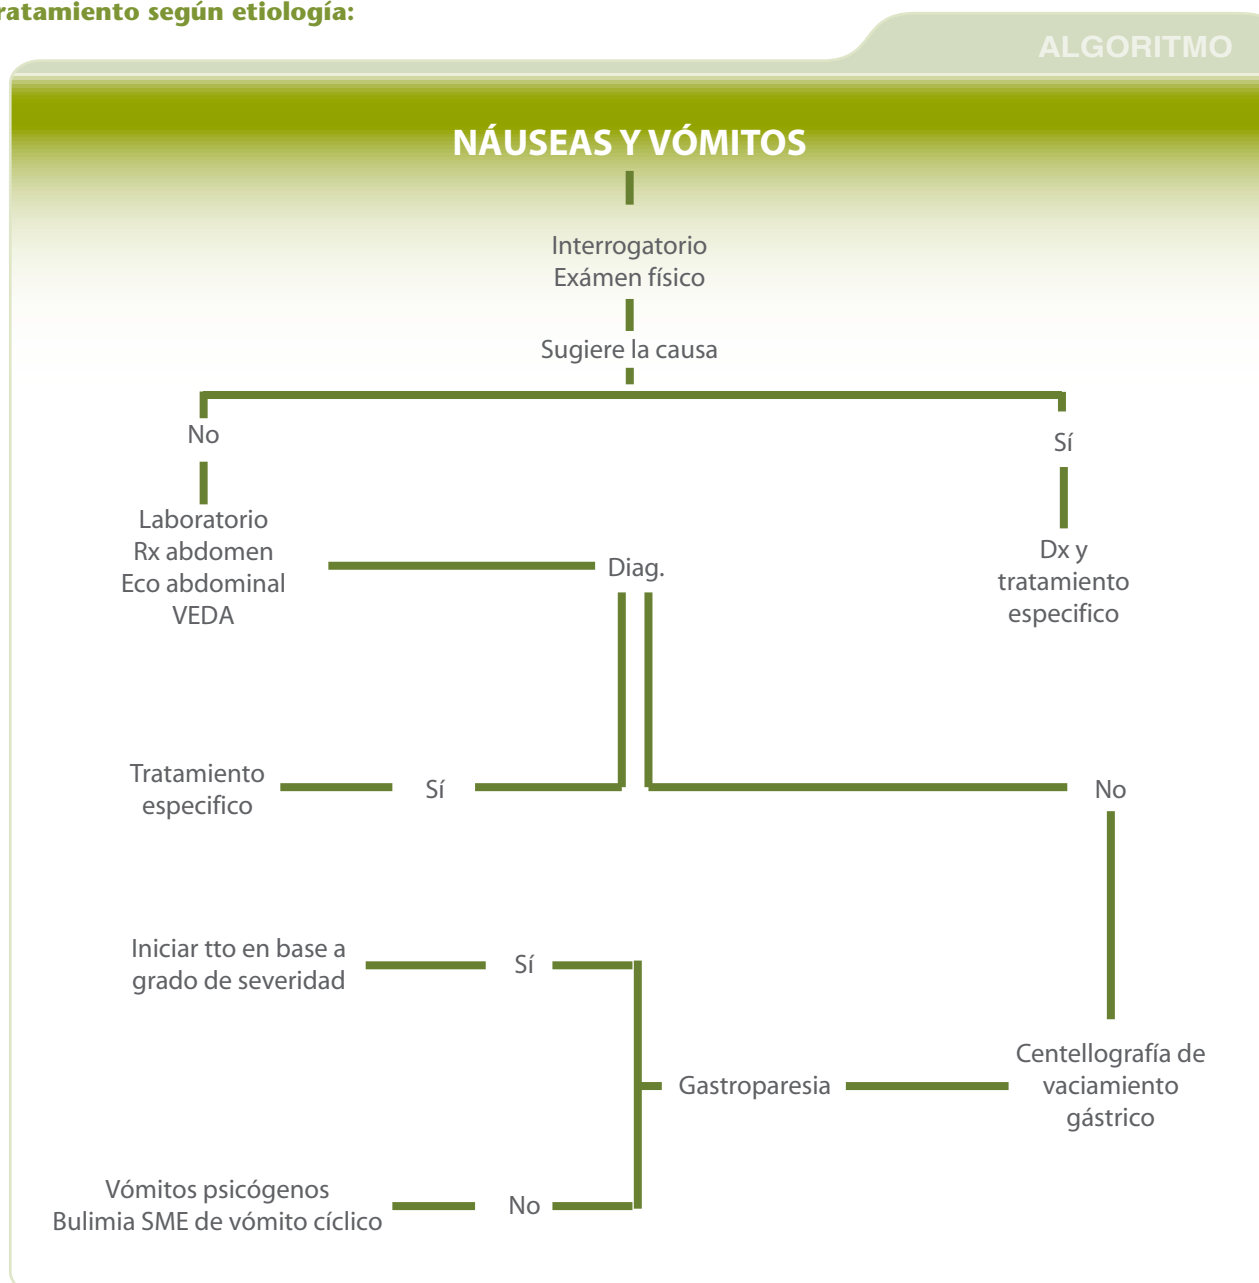 ratamiento según etiología:
ALGORITMO
NÁUSEAS Y VÓMITOS
Interrogatorio
Exámen físico
Sugiere la causa
No
Sí
Laboratorio
Rx abdomen
Eco abdominal
VEDA
Diag.
Dx y
tratamiento
especifico
Tratamiento
especifico
Sí
No
Iniciar tto en base a
grado de severidad
Sí
Gastroparesia
Centellografía de
vaciamiento
gástrico
Vómitos psicógenos
Bulimia SME de vómito cíclico
No